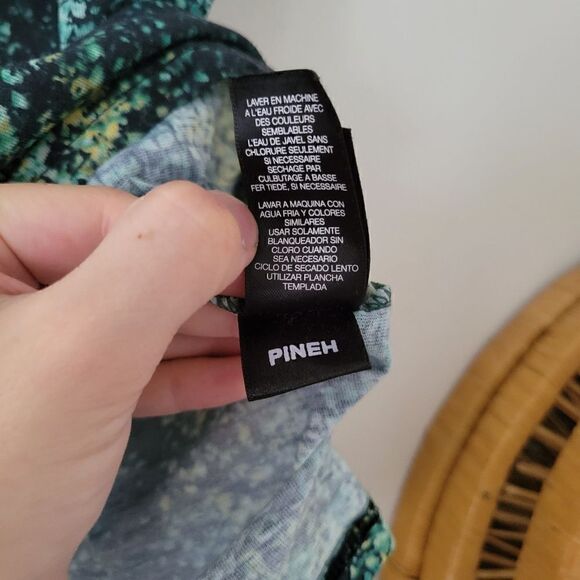 LAVER EN MACHINE
A L'EAU FROIDE AVEC
DES COULEURS
SEMBLABLES
L'EAU DE JAVEL SANS
CHLORURE SEULEMENT
SI NECESSAIRE
SECHAGE PAR
CULBUTAGE A BASSE
FER TIEDE, SI NECESSAIRE
LAVAR A MAQUINA CON
AGUA FRIA Y COLORES
SIMILARES
USAR SOLAMENTE
BLANQUEADOR SIN
CLORO CUANDO
SEA NECESARIO
CICLO DE SECADO LENTO
UTILIZAR PLANCHA
TEMPLADA
PINEH